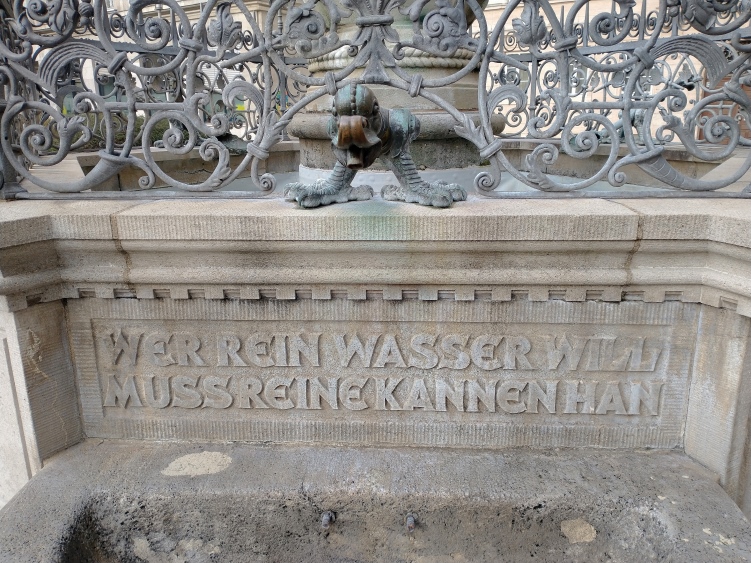 WER REIN WASSER WILL
MUSS REINE KANNEN HAN